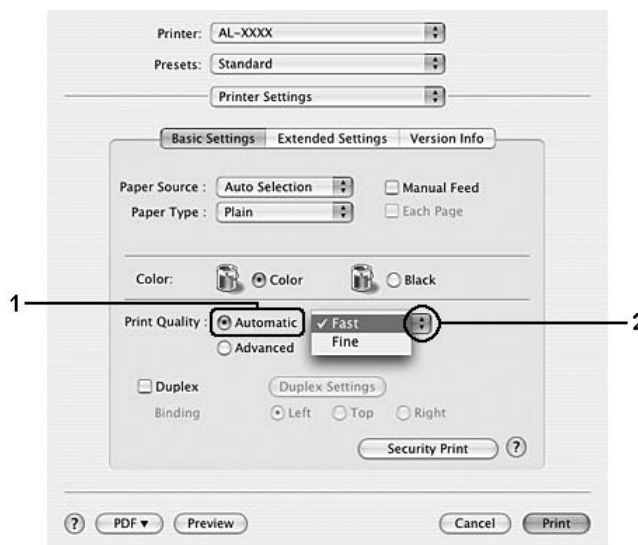 Printer: AL-XXXX
Presets: Standard
Printer Settings
Basic Settings Extended Settings Version Info
Paper Source : Auto Selection Manual Feed
Paper Type : Plain Each Page
Color: Color Black
1
Print Quality : Automatic ✓ Fast 2
Advanced Fine
Duplex Duplex Settings
Binding Left Top Right
Security Print ?
? PDF ▼ Preview Cancel Print